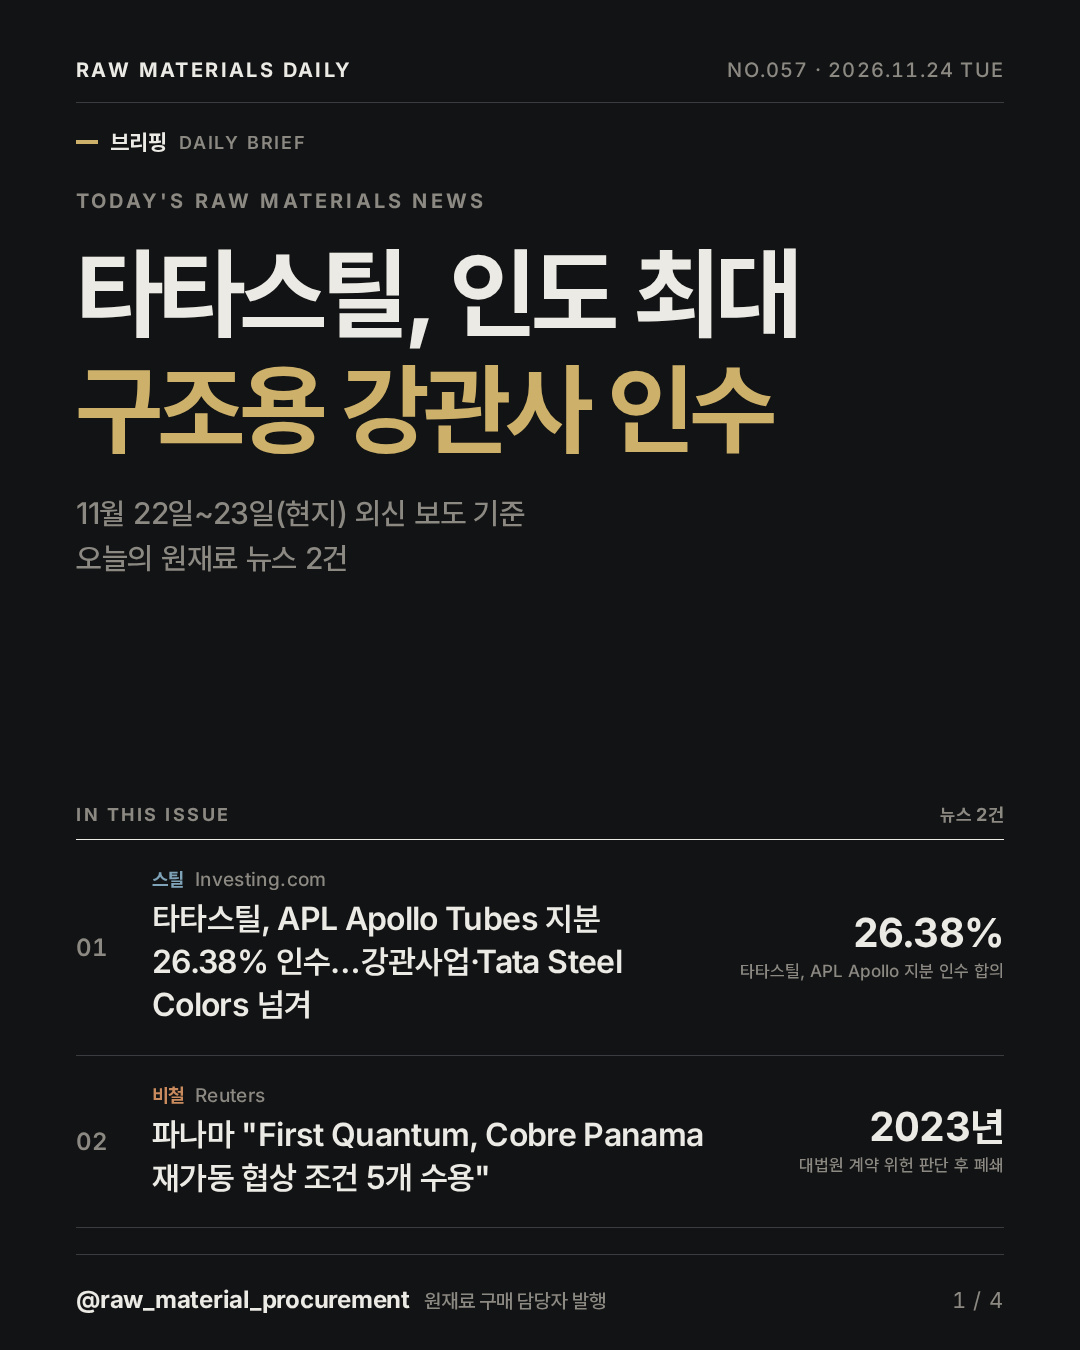 RAW MATERIALS DAILY
NO.057 · 2026.11.24 TUE
브리핑 DAILY BRIEF
TODAY'S RAW MATERIALS NEWS
타타스틸, 인도 최대
구조용 강관사 인수
11월 22일~23일(현지) 외신 보도 기준
오늘의 원재료 뉴스 2건
IN THIS ISSUE
뉴스 2건
01
스틸 Investing.com
타타스틸, APL Apollo Tubes 지분
26.38% 인수…강관사업·Tata Steel
Colors 넘겨
26.38%
타타스틸, APL Apollo 지분 인수 합의
02
비철 Reuters
파나마 "First Quantum, Cobre Panama
재가동 협상 조건 5개 수용"
2023년
대법원 계약 위헌 판단 후 폐쇄
@raw_material_procurement 원재료 구매 담당자 발행
1 / 4